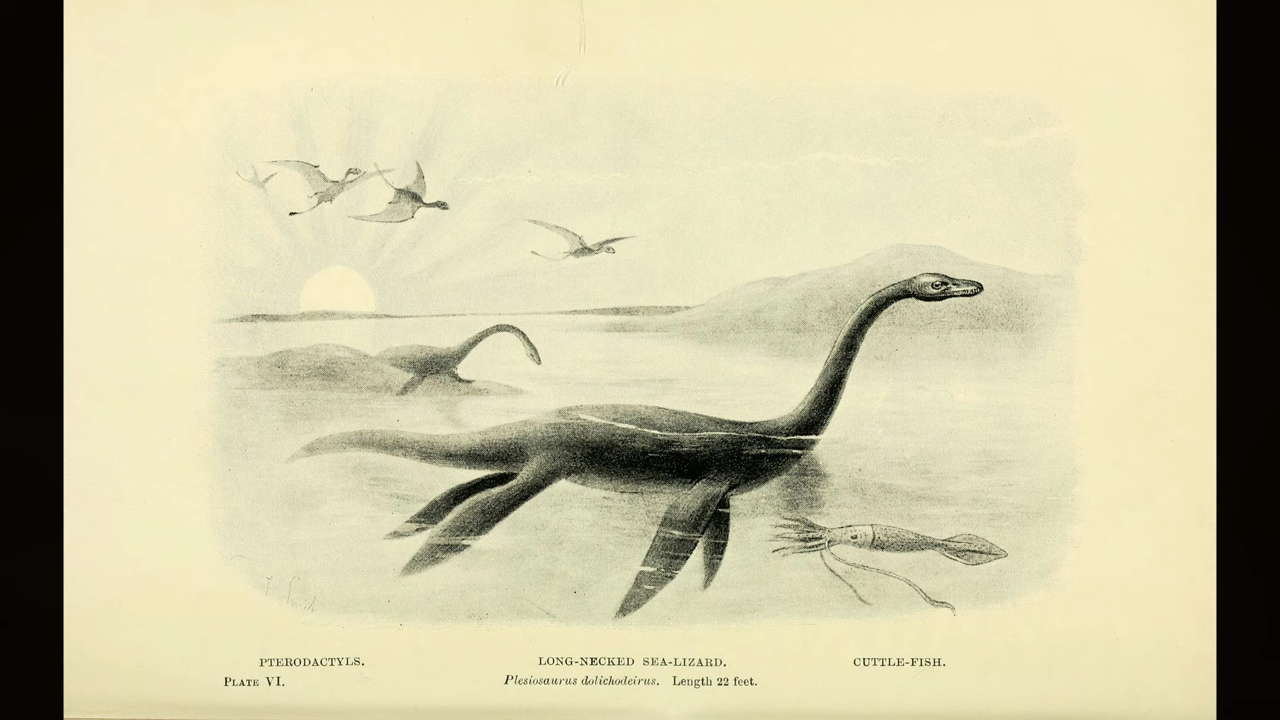 PTERODACTYLS. LONG-NECKED SEA-LIZARD. CUTTLE-FISH.
PLATE VI. Plesiosaurus dolichodeirus. Length 22 feet.